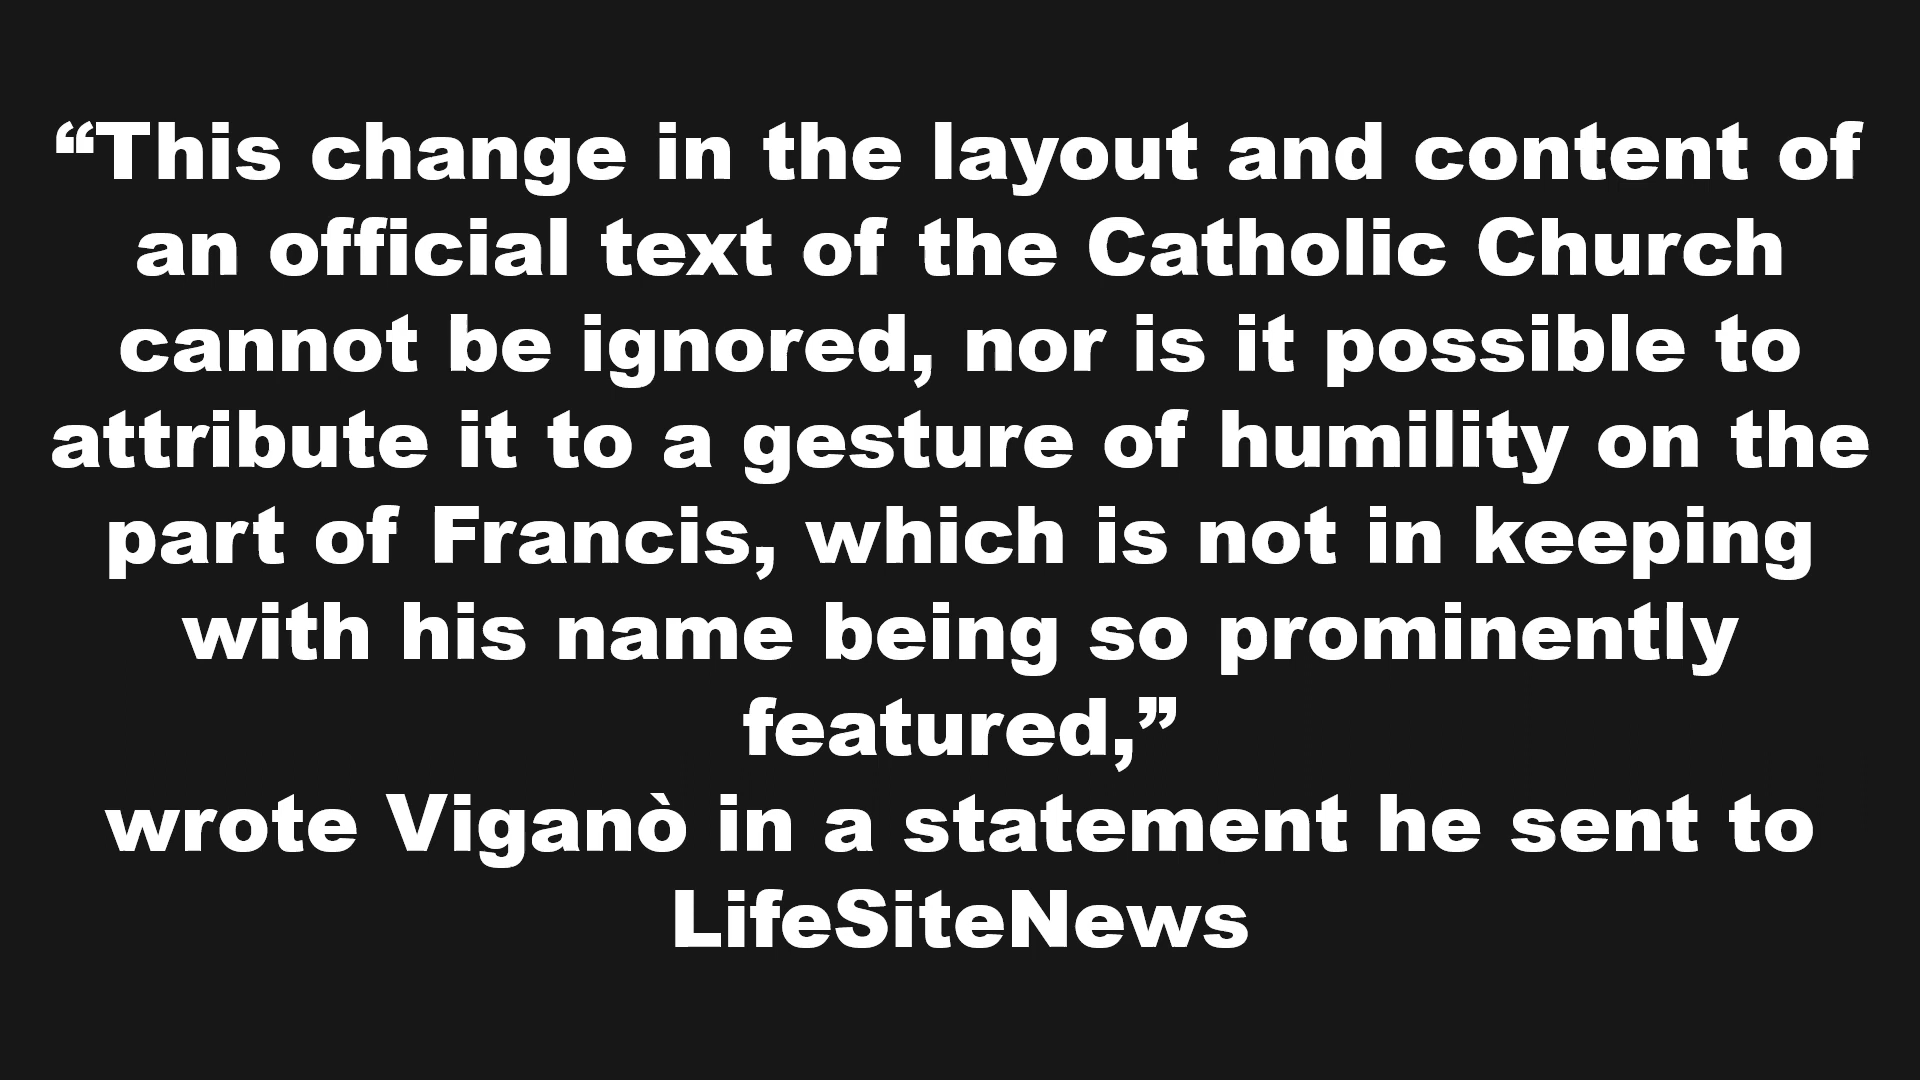 “This change in the layout and content of
an official text of the Catholic Church
cannot be ignored, nor is it possible to
attribute it to a gesture of humility on the
part of Francis, which is not in keeping
with his name being so prominently
featured,”
wrote Viganò in a statement he sent to
LifeSiteNews